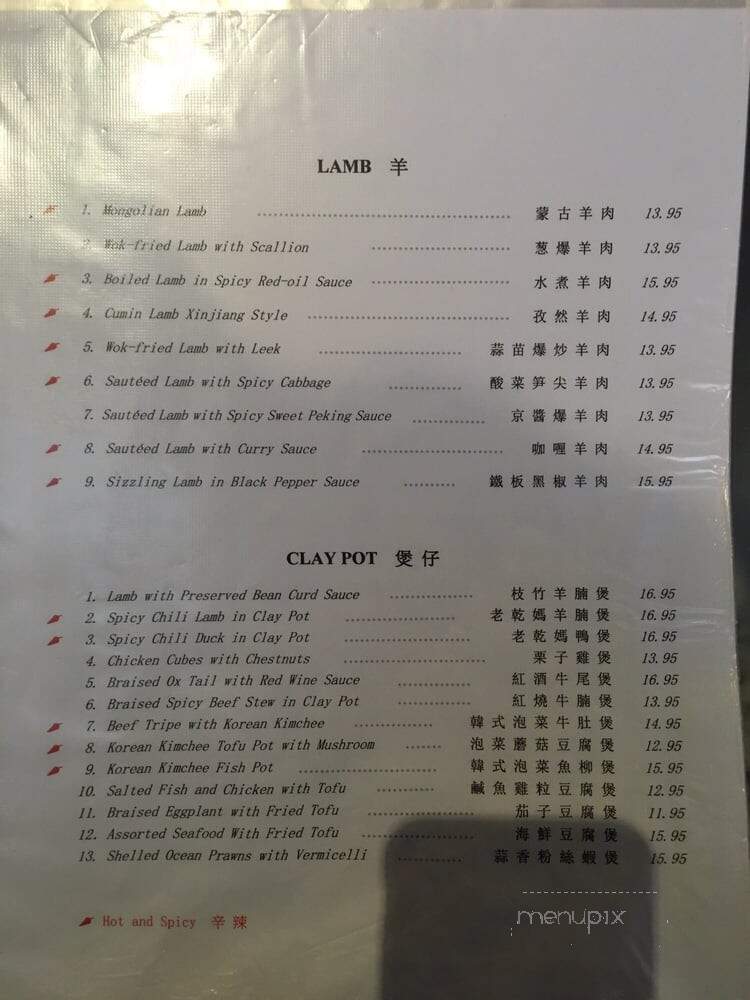 LAMB 羊
1. Mongolian Lamb 蒙古羊肉 13.95
2. Wok-fried Lamb with Scallion 葱爆羊肉 13.95
3. Boiled Lamb in Spicy Red-oil Sauce 水煮羊肉 15.95
4. Cumin Lamb Xinjiang Style 孜然羊肉 14.95
5. Wok-fried Lamb with Leek 蒜苗爆炒羊肉 13.95
6. Sautéed Lamb with Spicy Cabbage 酸菜笋尖羊肉 13.95
7. Sautéed Lamb with Spicy Sweet Peking Sauce 京醬爆羊肉 13.95
8. Sautéed Lamb with Curry Sauce 咖喱羊肉 14.95
9. Sizzling Lamb in Black Pepper Sauce 鐵板黑椒羊肉 15.95
CLAY POT 煲仔
1. Lamb with Preserved Bean Curd Sauce 枝竹羊腩煲 16.95
2. Spicy Chili Lamb in Clay Pot 老乾媽羊腩煲 16.95
3. Spicy Chili Duck in Clay Pot 老乾媽鴨煲 16.95
4. Chicken Cubes with Chestnuts 栗子雞煲 13.95
5. Braised Ox Tail with Red Wine Sauce 紅酒牛尾煲 16.95
6. Braised Spicy Beef Stew in Clay Pot 紅燒牛腩煲 13.95
7. Beef Tripe with Korean Kimchee 韓式泡菜牛肚煲 14.95
8. Korean Kimchee Tofu Pot with Mushroom 泡菜蘑菇豆腐煲 12.95
9. Korean Kimchee Fish Pot 韓式泡菜魚柳煲 15.95
10. Salted Fish and Chicken with Tofu 鹹魚雞粒豆腐煲 12.95
11. Braised Eggplant with Fried Tofu 茄子豆腐煲 11.95
12. Assorted Seafood With Fried Tofu 海鮮豆腐煲 15.95
13. Shelled Ocean Prawns with Vermicelli 蒜香粉絲蝦煲 15.95
Hot and Spicy 辛辣
menupix